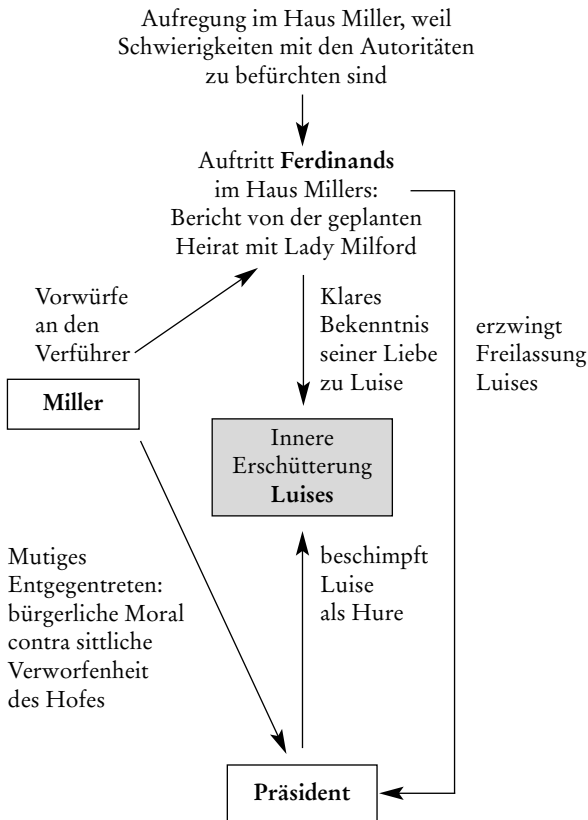 Aufregung im Haus Miller, weil
Schwierigkeiten mit den Autoritäten
zu befürchten sind
Auftritt Ferdinands
im Haus Millers:
Bericht von der geplanten
Heirat mit Lady Milford
Vorwürfe
an den
Verführer
Klares
Bekenntnis
seiner Liebe
zu Luise
erzwingt
Freilassung
Luises
Miller
Innere
Erschütterung
Luises
Mutiges
Entgegentreten:
bürgerliche Moral
contra sittliche
Verworfenheit
des Hofes
beschimpft
Luise
als Hure
Präsident